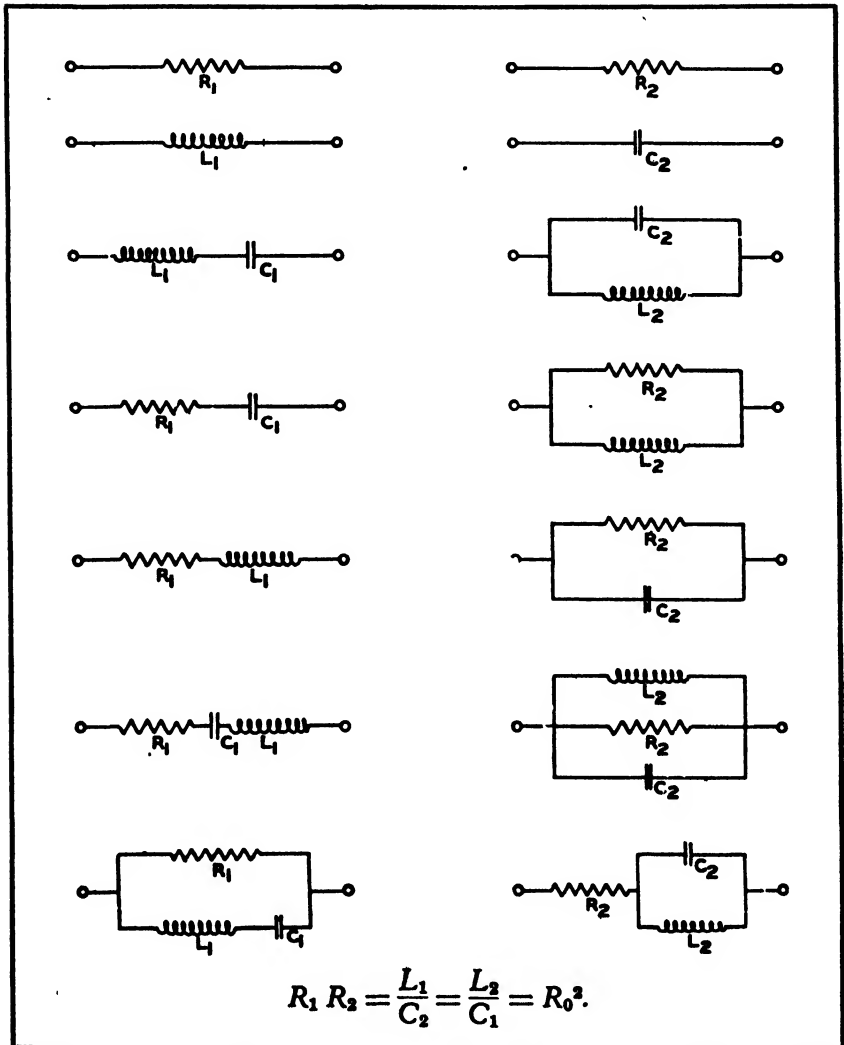 R₁ R₂
L₁ C₂
L₁ C₁ C₂
L₂
R₁ C₁ R₂
L₂
R₁ L₁ R₂
C₂
R₁ C₁ L₁ L₂
R₂
C₂
R₁ C₂
L₁ C₁ R₂ L₂
R₁ R₂ = L₁/C₂ = L₂/C₁ = R₀².